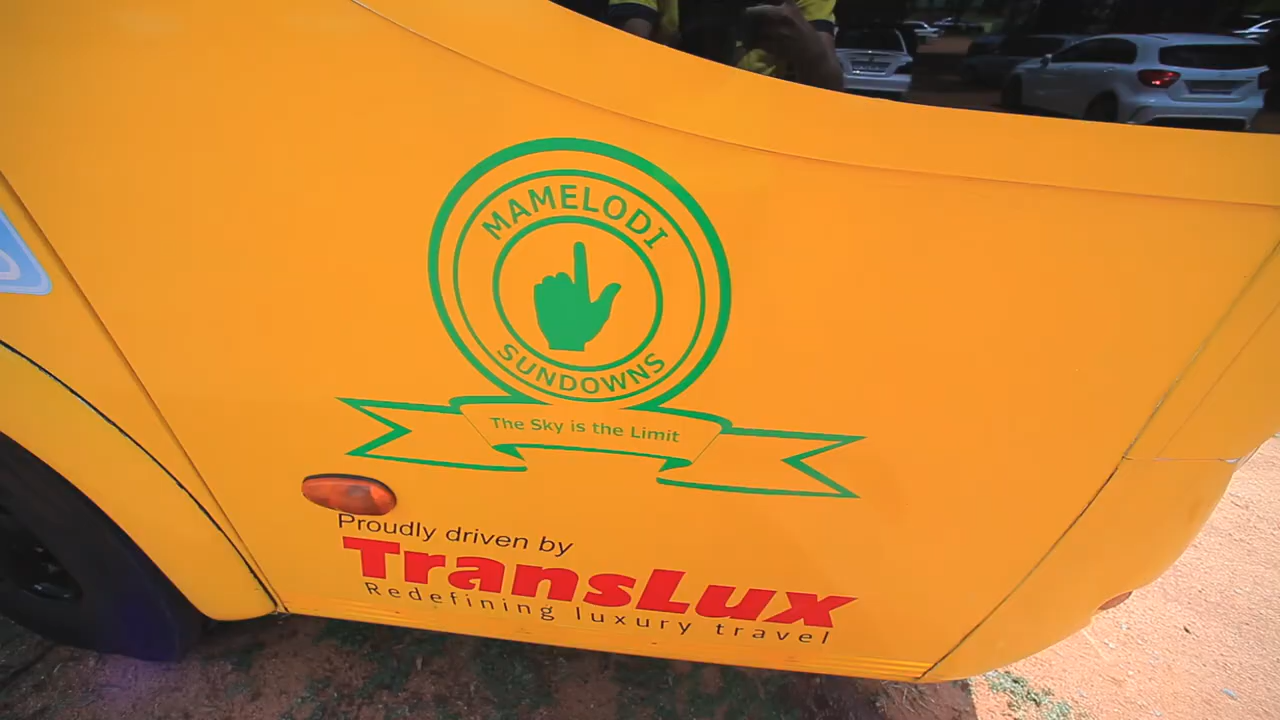 MAMELODI
SUNDOWNS
The Sky is the Limit
Proudly driven by
TransLux
Redefining luxury travel